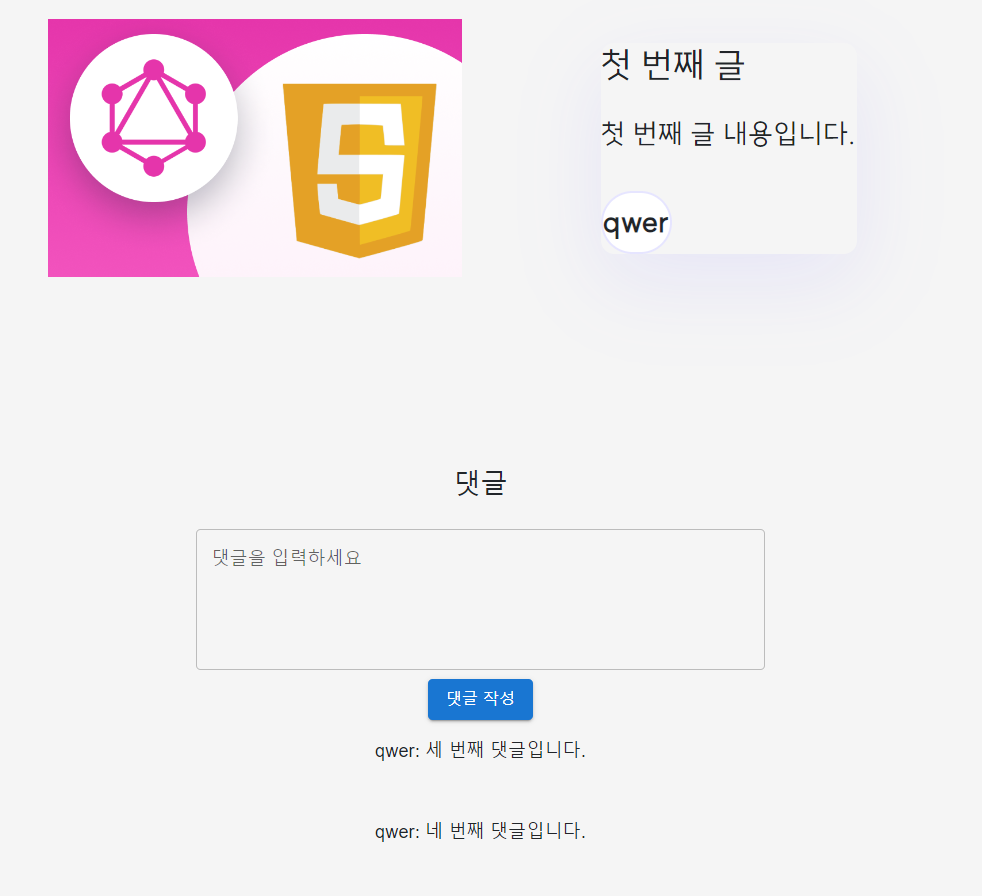 첫 번째 글
첫 번째 글 내용입니다.
qwer
댓글
댓글을 입력하세요
댓글 작성
qwer: 세 번째 댓글입니다.
qwer: 네 번째 댓글입니다.